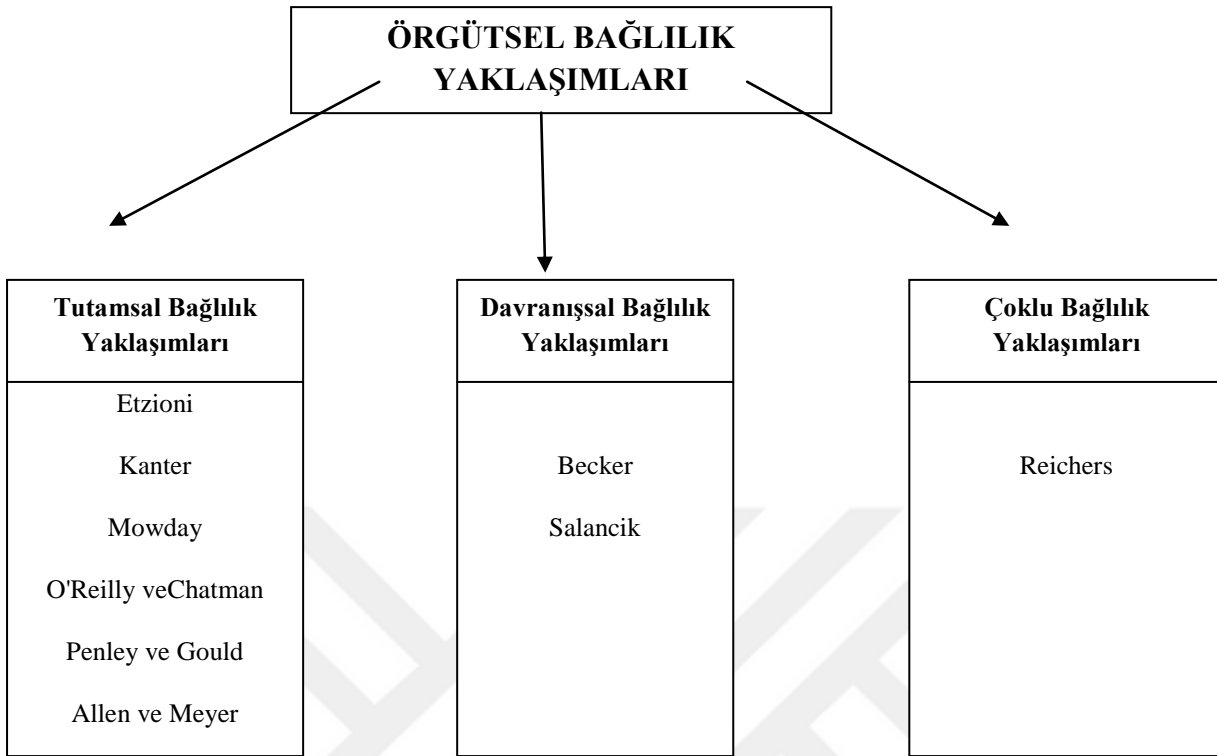 ÖRGÜTSEL BAĞLILIK
YAKLAŞIMLARI
Tutamsal Bağlılık
Yaklaşımları
Etzioni
Kanter
Mowday
O'Reilly veChatman
Penley ve Gould
Allen ve Meyer
Davranışsal Bağlılık
Yaklaşımları
Becker
Salancik
Çoklu Bağlılık
Yaklaşımları
Reichers